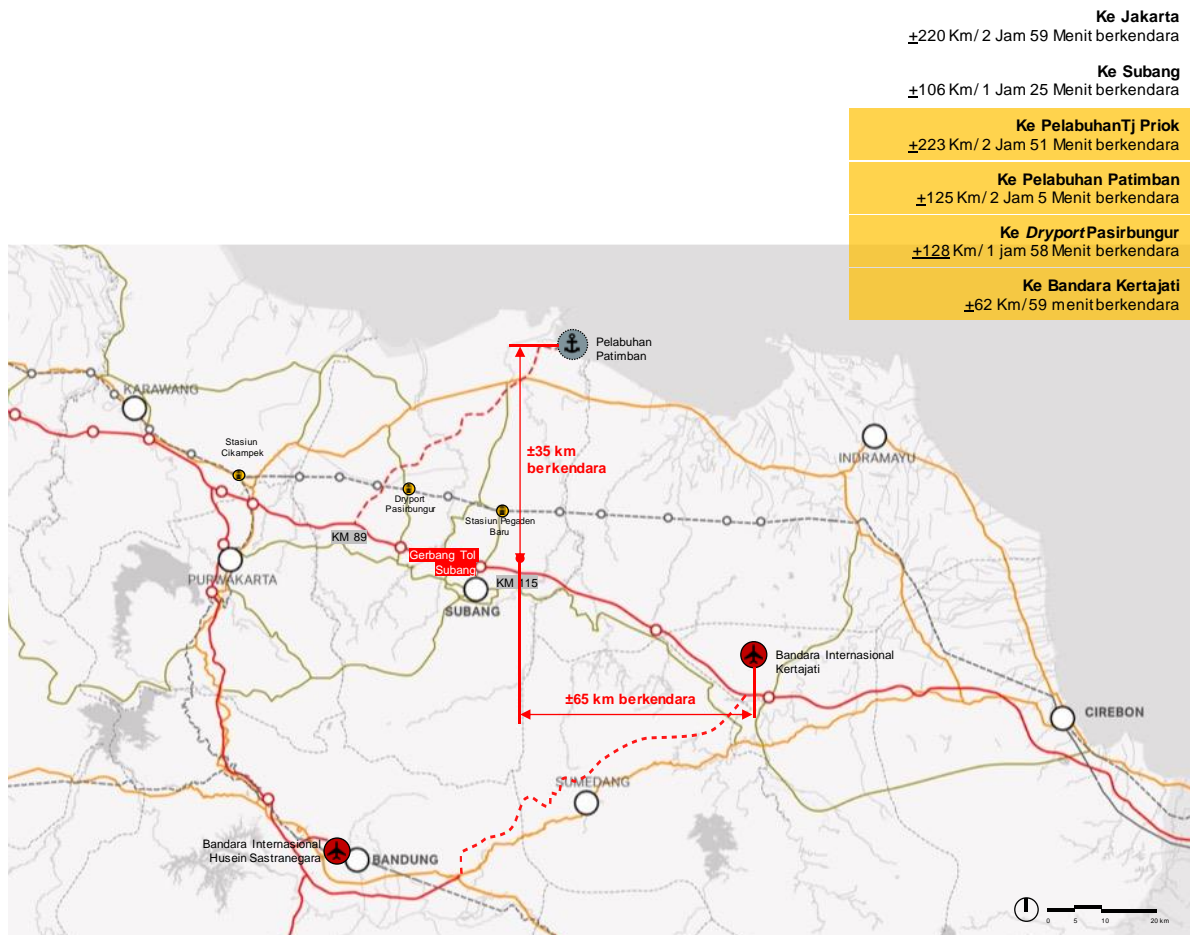 Ke Jakarta
±220 Km/ 2 Jam 59 Menit berkendara
Ke Subang
±106 Km/ 1 Jam 25 Menit berkendara
Ke PelabuhanTj Priok
±223 Km/ 2 Jam 51 Menit berkendara
Ke Pelabuhan Patimban
±125 Km/ 2 Jam 5 Menit berkendara
Ke Dryport Pasirbungur
±128 Km/ 1 jam 58 Menit berkendara
Ke Bandara Kertajati
±62 Km/ 59 menit berkendara
Pelabuhan
Patimban
KARAWANG
Stasiun
Cikampek
±35 km
berkendara
INDRAMAYU
Dryport
Pasirbungur
Stasiun Pegaden
Baru
KM 89
Gerbang Tol
Subang
PURWAKARTA
KM 115
SUBANG
Bandara Internasional
Kertajati
±65 km berkendara
CIREBON
SUMEDANG
Bandara Internasional
Husein Sastranegara
BANDUNG
0 5 10 20 km